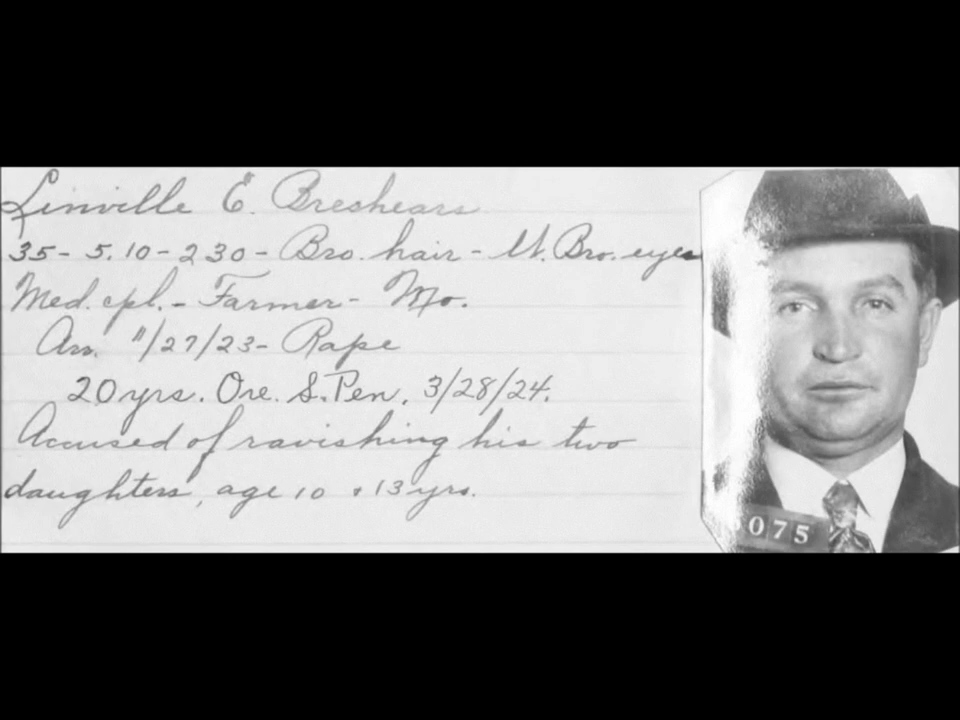 Linville E. Breshears
35 - 5.10 - 230 - Bro. hair - Lt. Bro. eyes
Med. cpl. - Farmer - Mo.
Arr. 11/27/23 - Rape
20 yrs. Ore. S. Pen. 3/28/24.
Accused of ravishing his two
daughters, age 10 & 13 yrs.
075